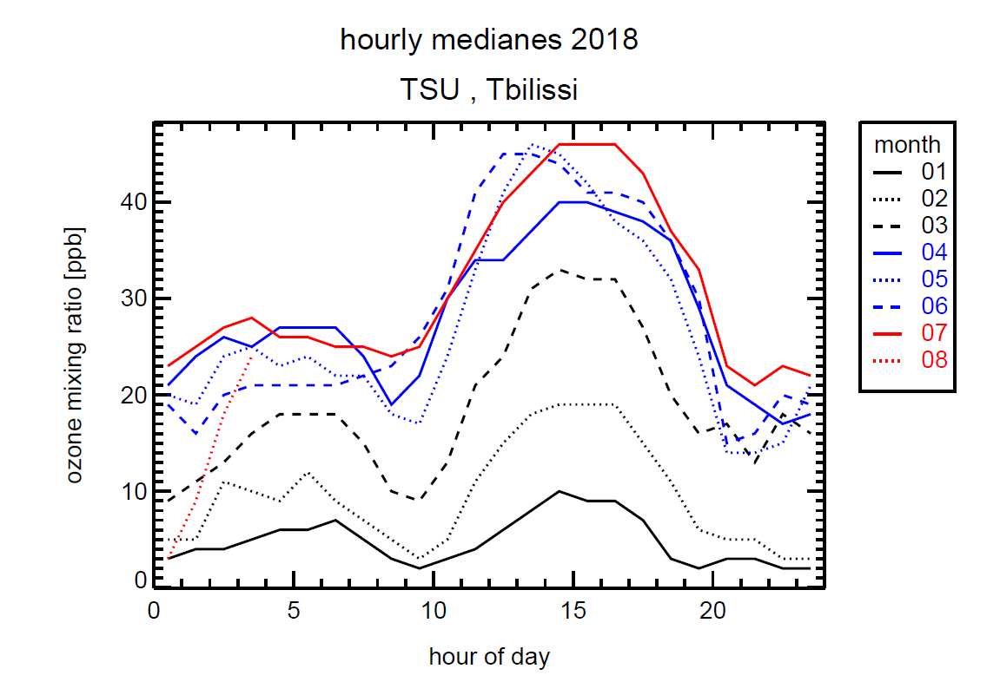 hourly medianes 2018
TSU , Tbilissi
ozone mixing ratio [ppb]
40
30
20
10
0
0 5 10 15 20
hour of day
month
01
02
03
04
05
06
07
08